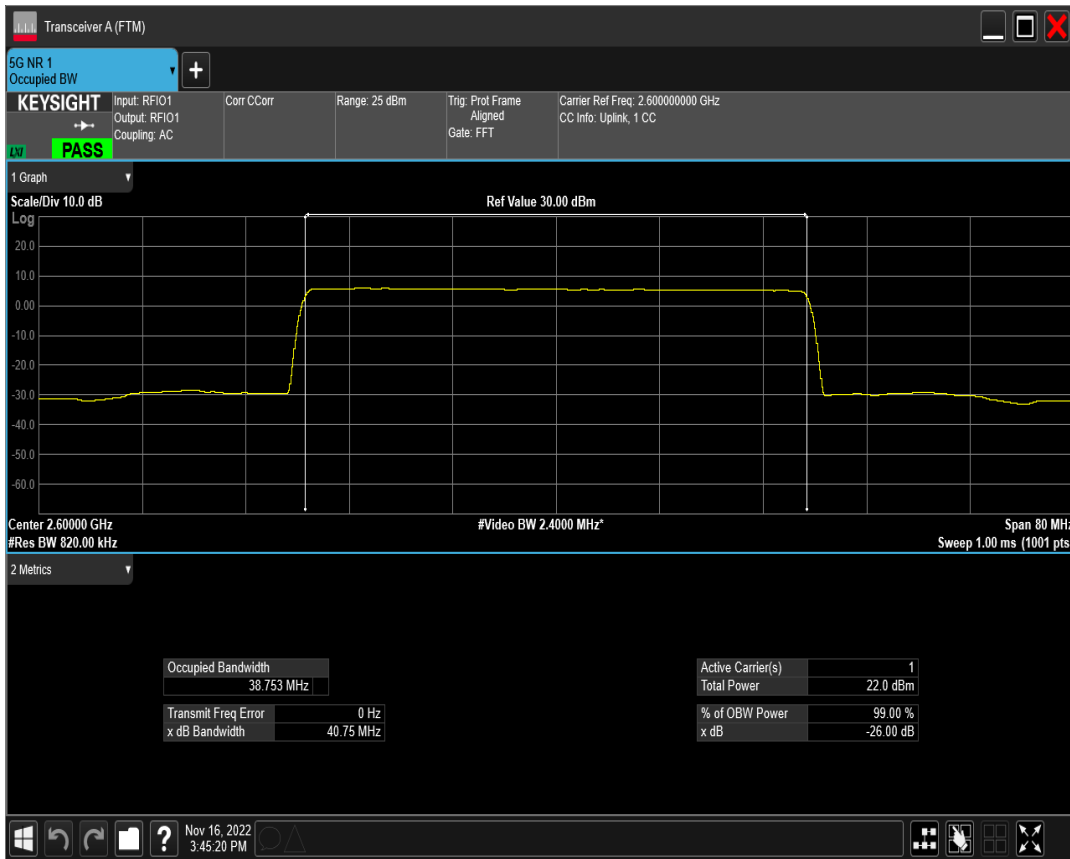 Transceiver A (FTM)
5G NR 1
Occupied BW
+
KEYSIGHT
LXI
PASS
Input: RFIO1
Output: RFIO1
Coupling: AC
Corr CCorr
Range: 25 dBm
Trig: Prot Frame
Aligned
Gate: FFT
Carrier Ref Freq: 2.600000000 GHz
CC Info: Uplink, 1 CC
1 Graph
Scale/Div 10.0 dB
Ref Value 30.00 dBm
Log
20.0
10.0
0.00
-10.0
-20.0
-30.0
-40.0
-50.0
-60.0
Center 2.60000 GHz
#Video BW 2.4000 MHz*
Span 80 MHz
#Res BW 820.00 kHz
Sweep 1.00 ms (1001 pts
2 Metrics
Occupied Bandwidth
38.753 MHz
Transmit Freq Error 0 Hz
x dB Bandwidth 40.75 MHz
Active Carrier(s) 1
Total Power 22.0 dBm
% of OBW Power 99.00 %
x dB -26.00 dB
?
Nov 16, 2022
3:45:20 PM